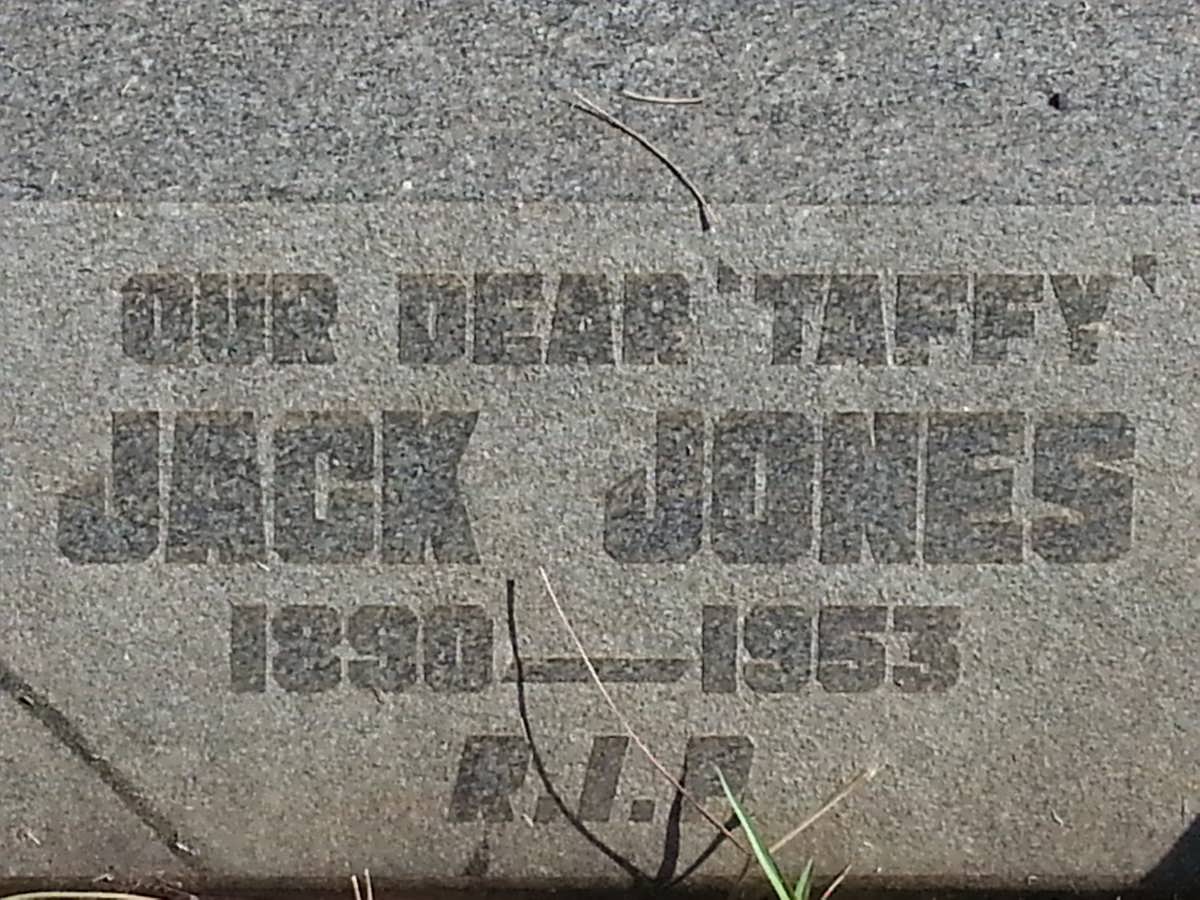 OUR DEAR 'TAFFY'
JACK JONES
1890—1953
R.I.P